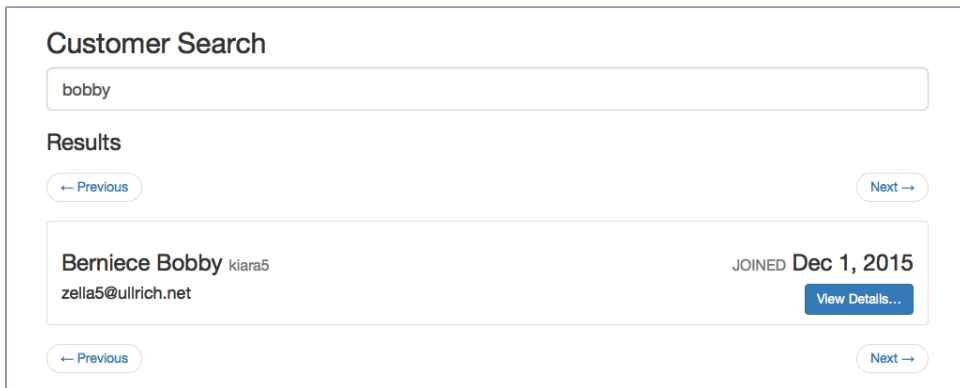 Customer Search
bobby
Results
← Previous Next →
Berniece Bobby kiara5 JOINED Dec 1, 2015
zella5@ullrich.net View Details...
← Previous Next →